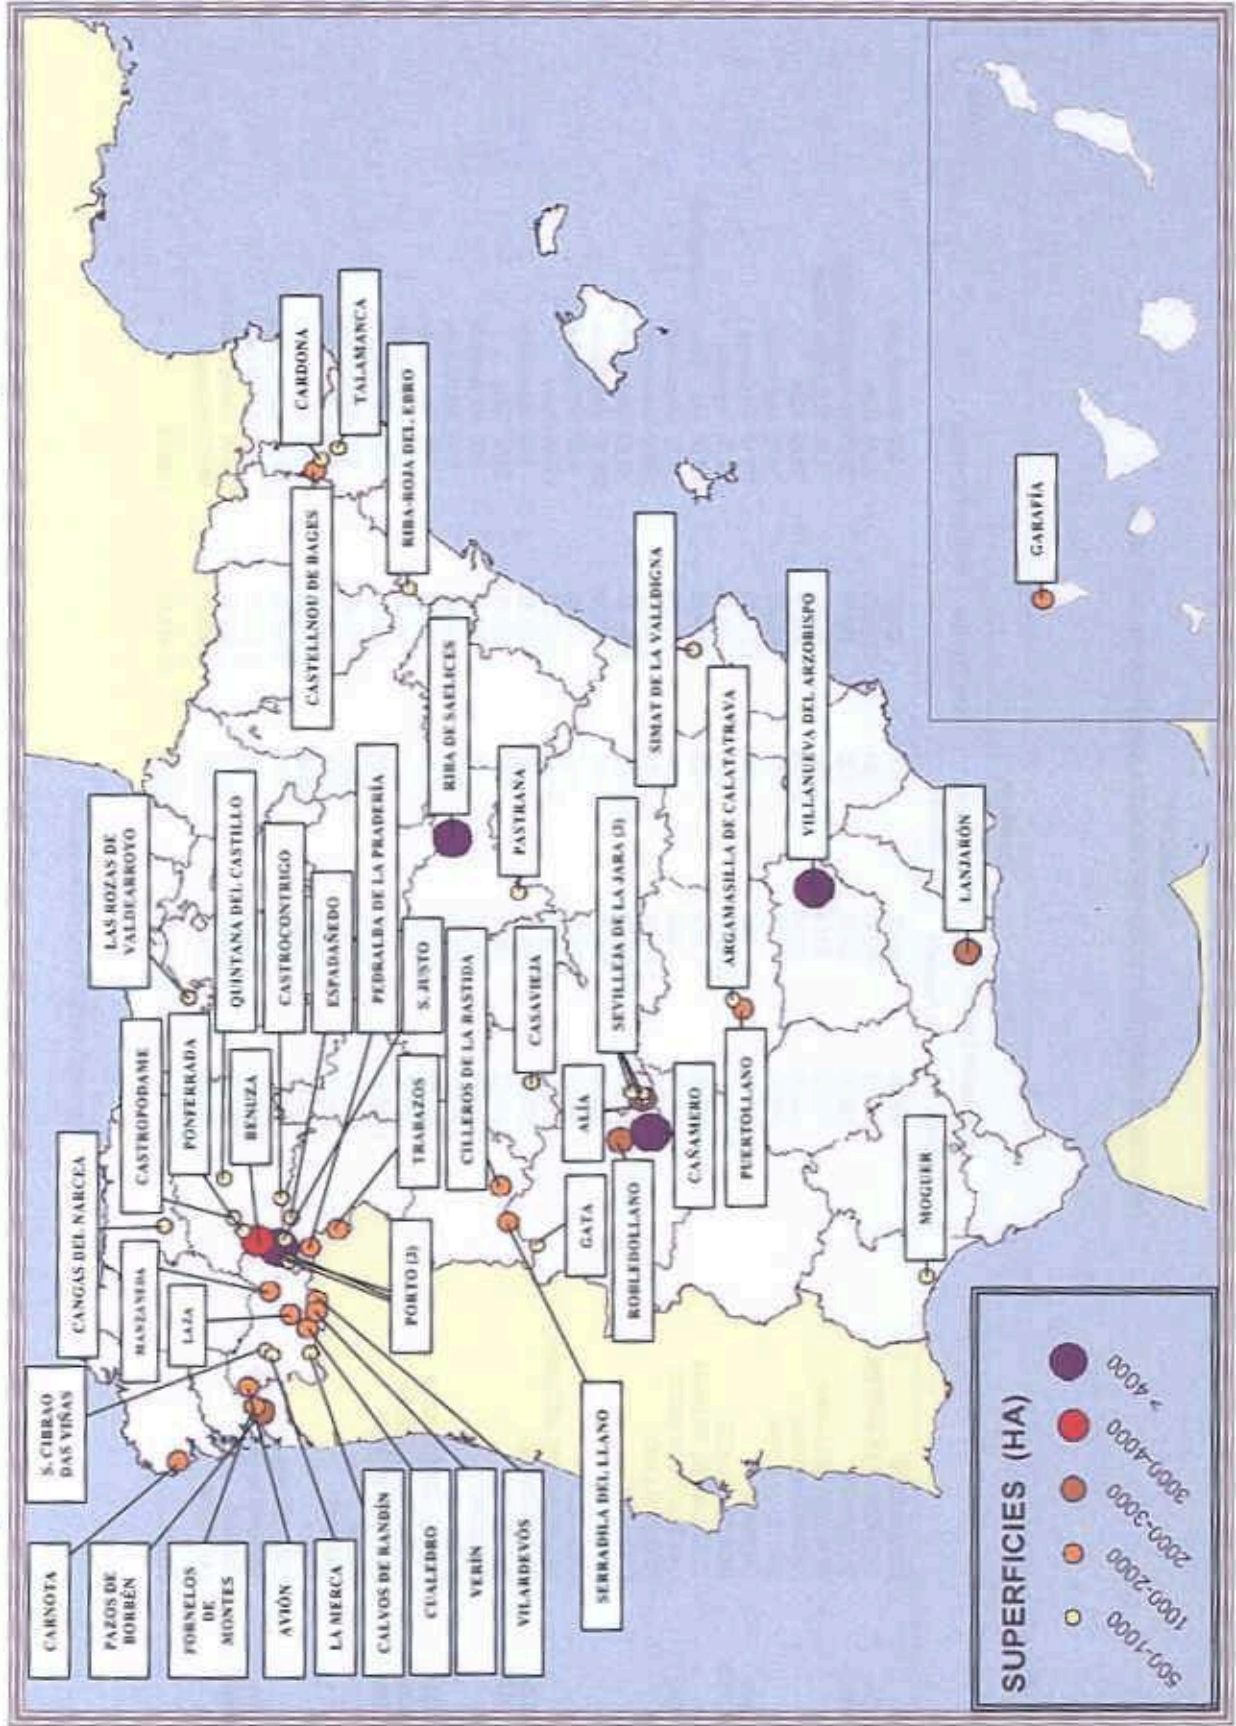 CARNOTA
PAZOS DE
BORBÉN
FORNELOS
DE
MONTES
AVIÓN
LA MERCA
CALVOS DE RANDÍN
CUALEDRO
VERÍN
VILARDEVÓS
S. CIBRAO
DAS VIÑAS
CANGAS DEL NARCEA
MANZANEDA
LAZA
CASTROPODAME
PONFERRADA
BENUZA
LAS ROZAS DE
VALDEARROYO
QUINTANA DEL CASTILLO
CASTROCONTRIGO
ESPADAÑEDO
PEDRALBA DE LA PRADERÍA
S. JUSTO
TRABAZOS
PORTO (3)
CILLEROS DE LA BASTIDA
SERRADILA DEL LLANO
CASAVIEJA
GATA
ALÍA
ROBLEDOLLANO
CAÑAMERO
SEVILLEJA DE LA JARA (3)
PUERTOLLANO
ARGAMASILLA DE CALATATRAVA
MOGUER
LANJARÓN
VILLANUEVA DEL ARZOBISPO
SIMAT DE LA VALLDIGNA
PASTRANA
RIBA DE SAELICES
RIBA-ROJA DEL EBRO
CASTELLNOU DE BAGES
CARDONA
TALAMANCA
GARAFÍA
SUPERFICIES (HA)
500-1000
1000-2000
2000-3000
3000-4000
> 4000